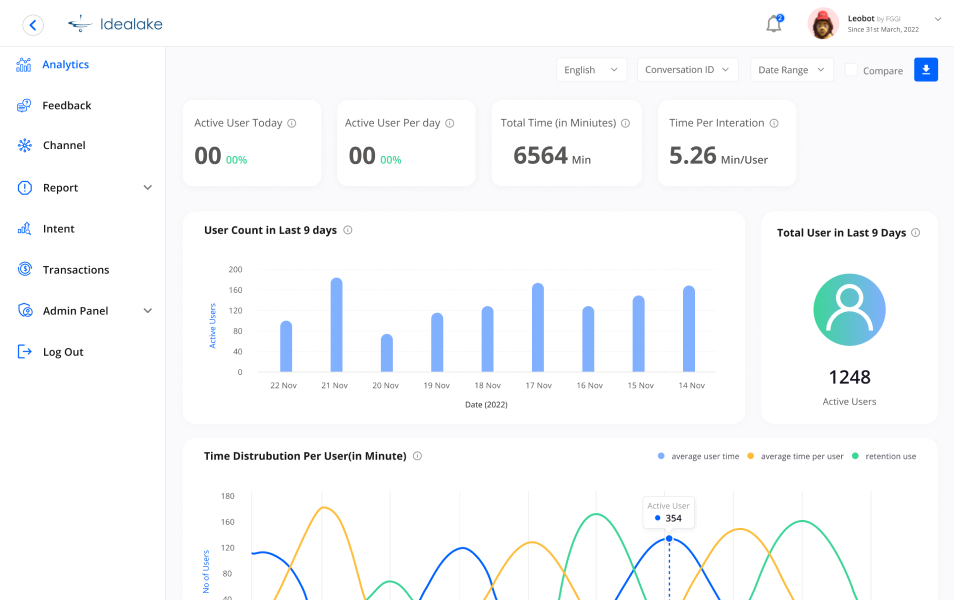 Idealake
2
Leobot by FGGI
Since 31st March, 2022
Analytics
Feedback
Channel
Report
Intent
Transactions
Admin Panel
Log Out
English
Conversation ID
Date Range
Compare
Active User Today
00 00%
Active User Per day
00 00%
Total Time (in Miniutes)
6564 Min
Time Per Interation
5.26 Min/User
User Count in Last 9 days
Active Users
200
160
120
80
40
0
22 Nov 21 Nov 20 Nov 19 Nov 18 Nov 17 Nov 16 Nov 15 Nov 14 Nov
Date (2022)
Total User in Last 9 Days
1248
Active Users
Time Distrubution Per User(in Minute)
average user time average time per user retention use
No of Users
180
160
120
80
40
Active User
354